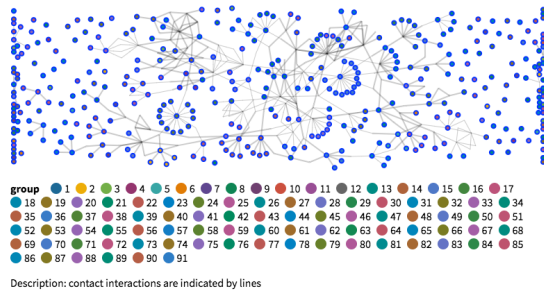 group 1 2 3 4 5 6 7 8 9 10 11 12 13 14 15 16 17
18 19 20 21 22 23 24 25 26 27 28 29 30 31 32 33 34
35 36 37 38 39 40 41 42 43 44 45 46 47 48 49 50 51
52 53 54 55 56 57 58 59 60 61 62 63 64 65 66 67 68
69 70 71 72 73 74 75 76 77 78 79 80 81 82 83 84 85
86 87 88 89 90 91
Description: contact interactions are indicated by lines